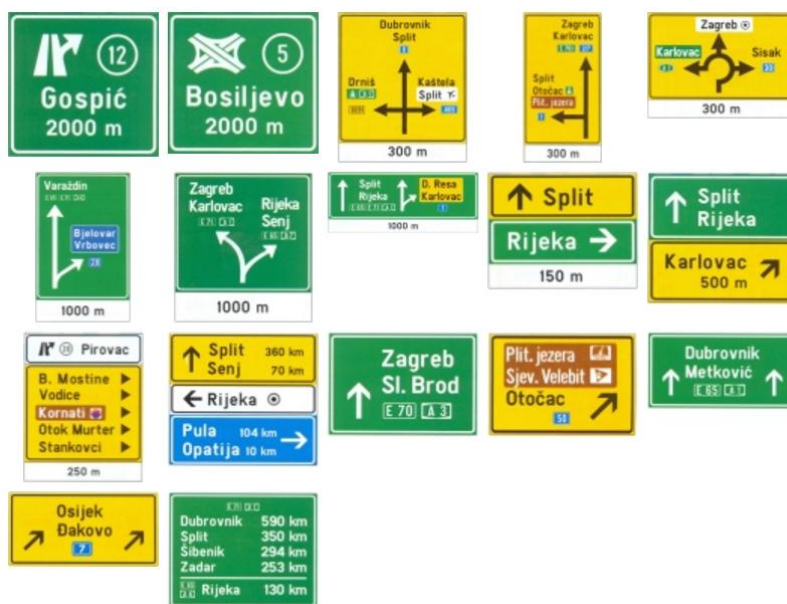 12
Gospić
2000 m
5
Bosiljevo
2000 m
Dubrovnik
Split
Drniš
Kaštela
Split
300 m
Zagreb
Karlovac
Split
Otočac
Plit. jezera
300 m
Zagreb
Karlovac
Sisak
300 m
Varaždin
Bjelovar
Vrbovec
28
1000 m
Zagreb
Karlovac
E 71 A 1
Rijeka
Senj
1000 m
Split
Rijeka
D. Resa
Karlovac
1
1000 m
Split
Rijeka
150 m
Split
Rijeka
Karlovac
500 m
Pirovac
B. Mostine
Vodice
Kornati
Otok Murter
Stankovci
250 m
Split 360 km
Senj 70 km
Rijeka
Pula 104 km
Opatija 10 km
Zagreb
Sl. Brod
E 70 A 3
Plit. jezera
Sjev. Velebit
Otočac
50
Dubrovnik
Metković
E 65 A 1
Osijek
Đakovo
7
Dubrovnik 590 km
Split 350 km
Šibenik 294 km
Zadar 253 km
Rijeka 130 km